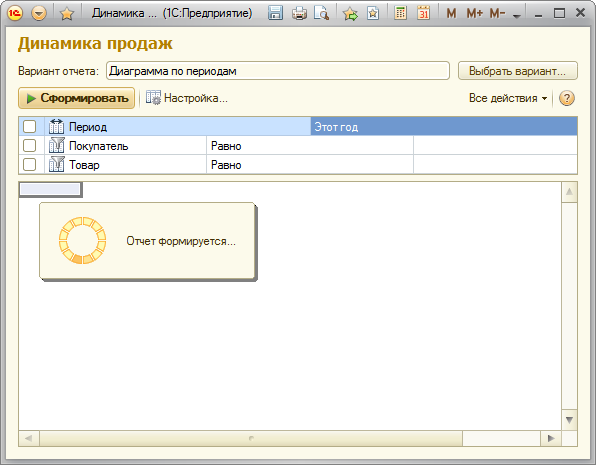 Динамика ... (1С:Предприятие)
M M+ M-
31
Динамика продаж
Вариант отчета: Диаграмма по периодам Выбрать вариант...
Сформировать Настройка... Все действия ?
Период Этот год
Покупатель Равно
Товар Равно
Отчет формируется...